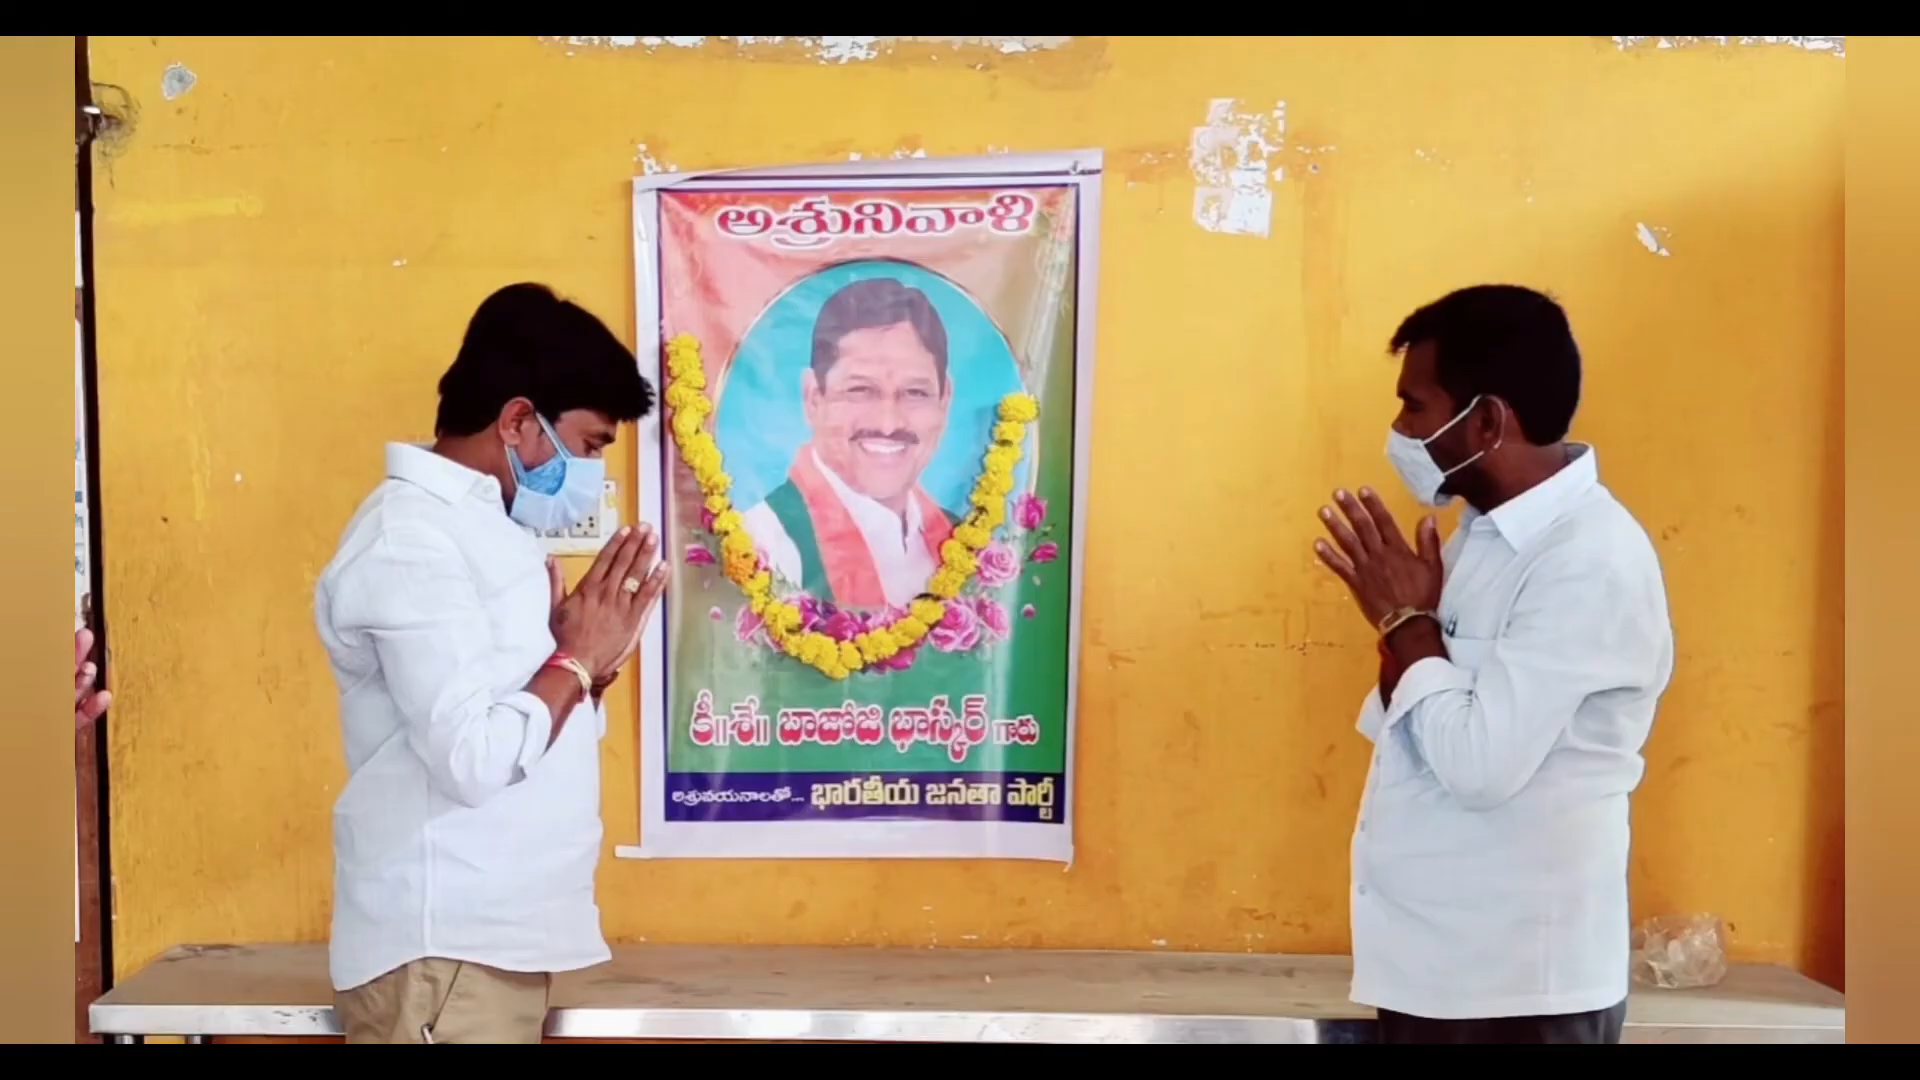 అశ్రునివాళి
కీ||శే|| బాజోజి భాస్కర్ గారు
అశ్రునయనాలతో... భారతీయ జనతా పార్టీ